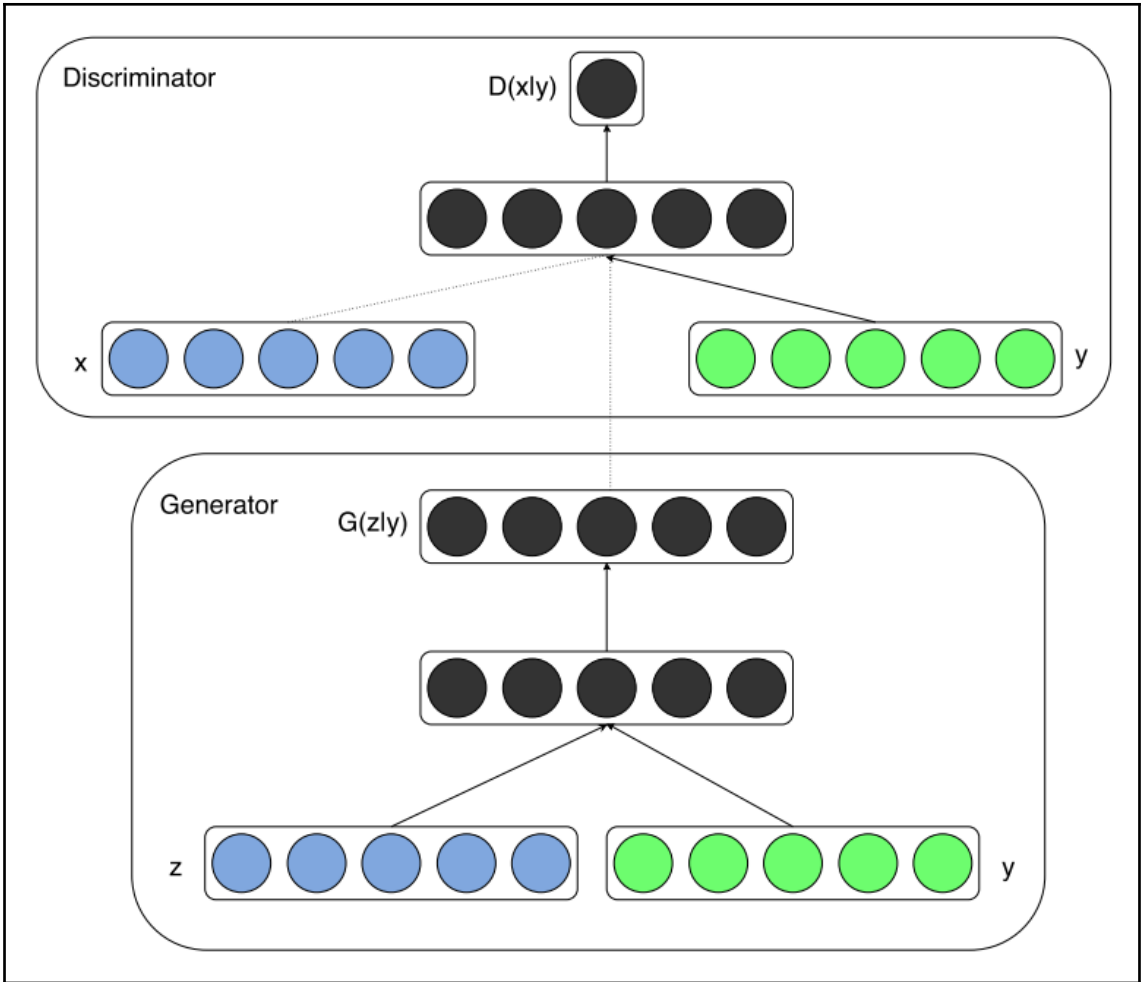 Discriminator
D(x|y)
x
y
Generator
G(z|y)
z
y